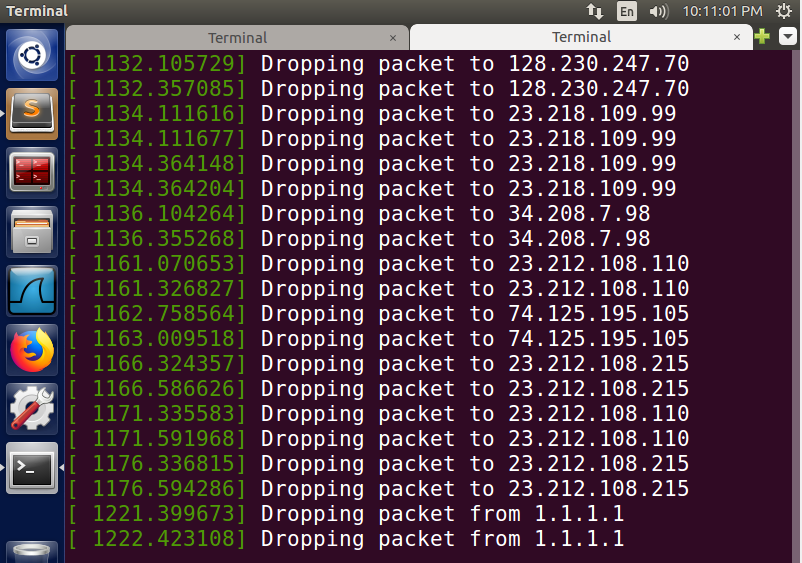 Terminal
En
10:11:01 PM
Terminal ×
Terminal ×
[ 1132.105729] Dropping packet to 128.230.247.70
[ 1132.357085] Dropping packet to 128.230.247.70
[ 1134.111616] Dropping packet to 23.218.109.99
[ 1134.111677] Dropping packet to 23.218.109.99
[ 1134.364148] Dropping packet to 23.218.109.99
[ 1134.364204] Dropping packet to 23.218.109.99
[ 1136.104264] Dropping packet to 34.208.7.98
[ 1136.355268] Dropping packet to 34.208.7.98
[ 1161.070653] Dropping packet to 23.212.108.110
[ 1161.326827] Dropping packet to 23.212.108.110
[ 1162.758564] Dropping packet to 74.125.195.105
[ 1163.009518] Dropping packet to 74.125.195.105
[ 1166.324357] Dropping packet to 23.212.108.215
[ 1166.586626] Dropping packet to 23.212.108.215
[ 1171.335583] Dropping packet to 23.212.108.110
[ 1171.591968] Dropping packet to 23.212.108.110
[ 1176.336815] Dropping packet to 23.212.108.215
[ 1176.594286] Dropping packet to 23.212.108.215
[ 1221.399673] Dropping packet from 1.1.1.1
[ 1222.423108] Dropping packet from 1.1.1.1